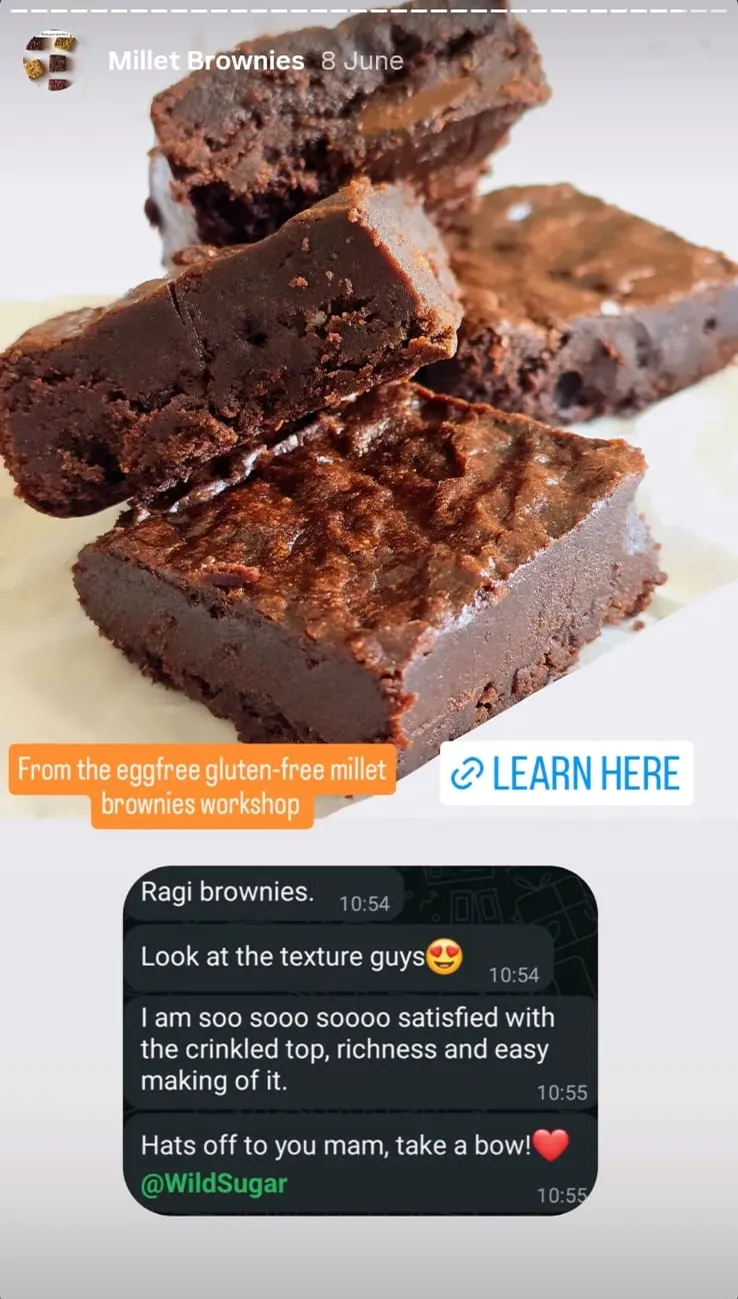 Millet Brownies 8 June
From the eggfree gluten-free millet
brownies workshop
LEARN HERE
Ragi brownies. 10:54
Look at the texture guys😍 10:54
I am soo sooo soooo satisfied with
the crinkled top, richness and easy
making of it. 10:55
Hats off to you mam, take a bow!❤️
@WildSugar 10:55